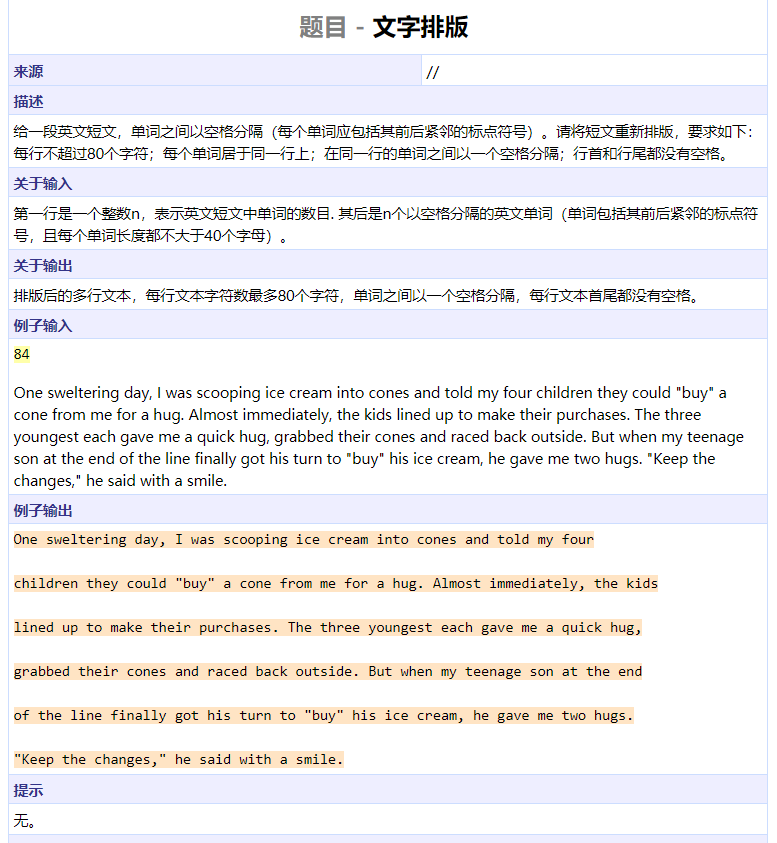 题目 - 文字排版
来源 //
描述
给一段英文短文，单词之间以空格分隔（每个单词应包括其前后紧邻的标点符号）。请将短文重新排版，要求如下：
每行不超过80个字符；每个单词居于同一行上；在同一行的单词之间以一个空格分隔；行首和行尾都没有空格。
关于输入
第一行是一个整数n，表示英文短文中单词的数目. 其后是n个以空格分隔的英文单词（单词包括其前后紧邻的标点符
号，且每个单词长度都不大于40个字母）。
关于输出
排版后的多行文本，每行文本字符数最多80个字符，单词之间以一个空格分隔，每行文本首尾都没有空格。
例子输入
84
One sweltering day, I was scooping ice cream into cones and told my four children they could "buy" a
cone from me for a hug. Almost immediately, the kids lined up to make their purchases. The three
youngest each gave me a quick hug, grabbed their cones and raced back outside. But when my teenage
son at the end of the line finally got his turn to "buy" his ice cream, he gave me two hugs. "Keep the
changes," he said with a smile.
例子输出
One sweltering day, I was scooping ice cream into cones and told my four
children they could "buy" a cone from me for a hug. Almost immediately, the kids
lined up to make their purchases. The three youngest each gave me a quick hug,
grabbed their cones and raced back outside. But when my teenage son at the end
of the line finally got his turn to "buy" his ice cream, he gave me two hugs.
"Keep the changes," he said with a smile.
提示
无。